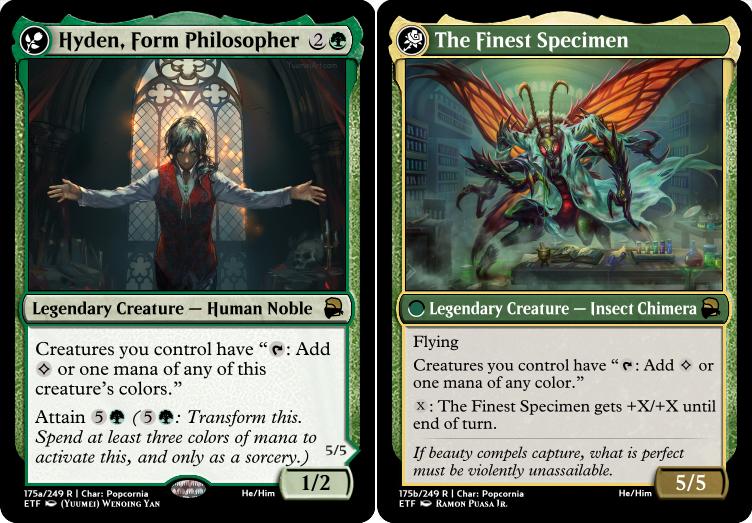 Hyden, Form Philosopher 2
YuumeiArt.com
Legendary Creature — Human Noble
Creatures you control have “: Add
or one mana of any of this
creature's colors.”
Attain 5 (5: Transform this.
Spend at least three colors of mana to
activate this, and only as a sorcery.)
5/5
1/2
175a/249 R | Char: Popcornia
He/Him
ETF (Yuumei) Wenqing Yan
The Finest Specimen
Legendary Creature — Insect Chimera
Flying
Creatures you control have “: Add or
one mana of any color.”
X: The Finest Specimen gets +X/+X until
end of turn.
If beauty compels capture, what is perfect
must be violently unassailable.
5/5
175b/249 R | Char: Popcornia
He/Him
ETF Ramon Puasa Jr.